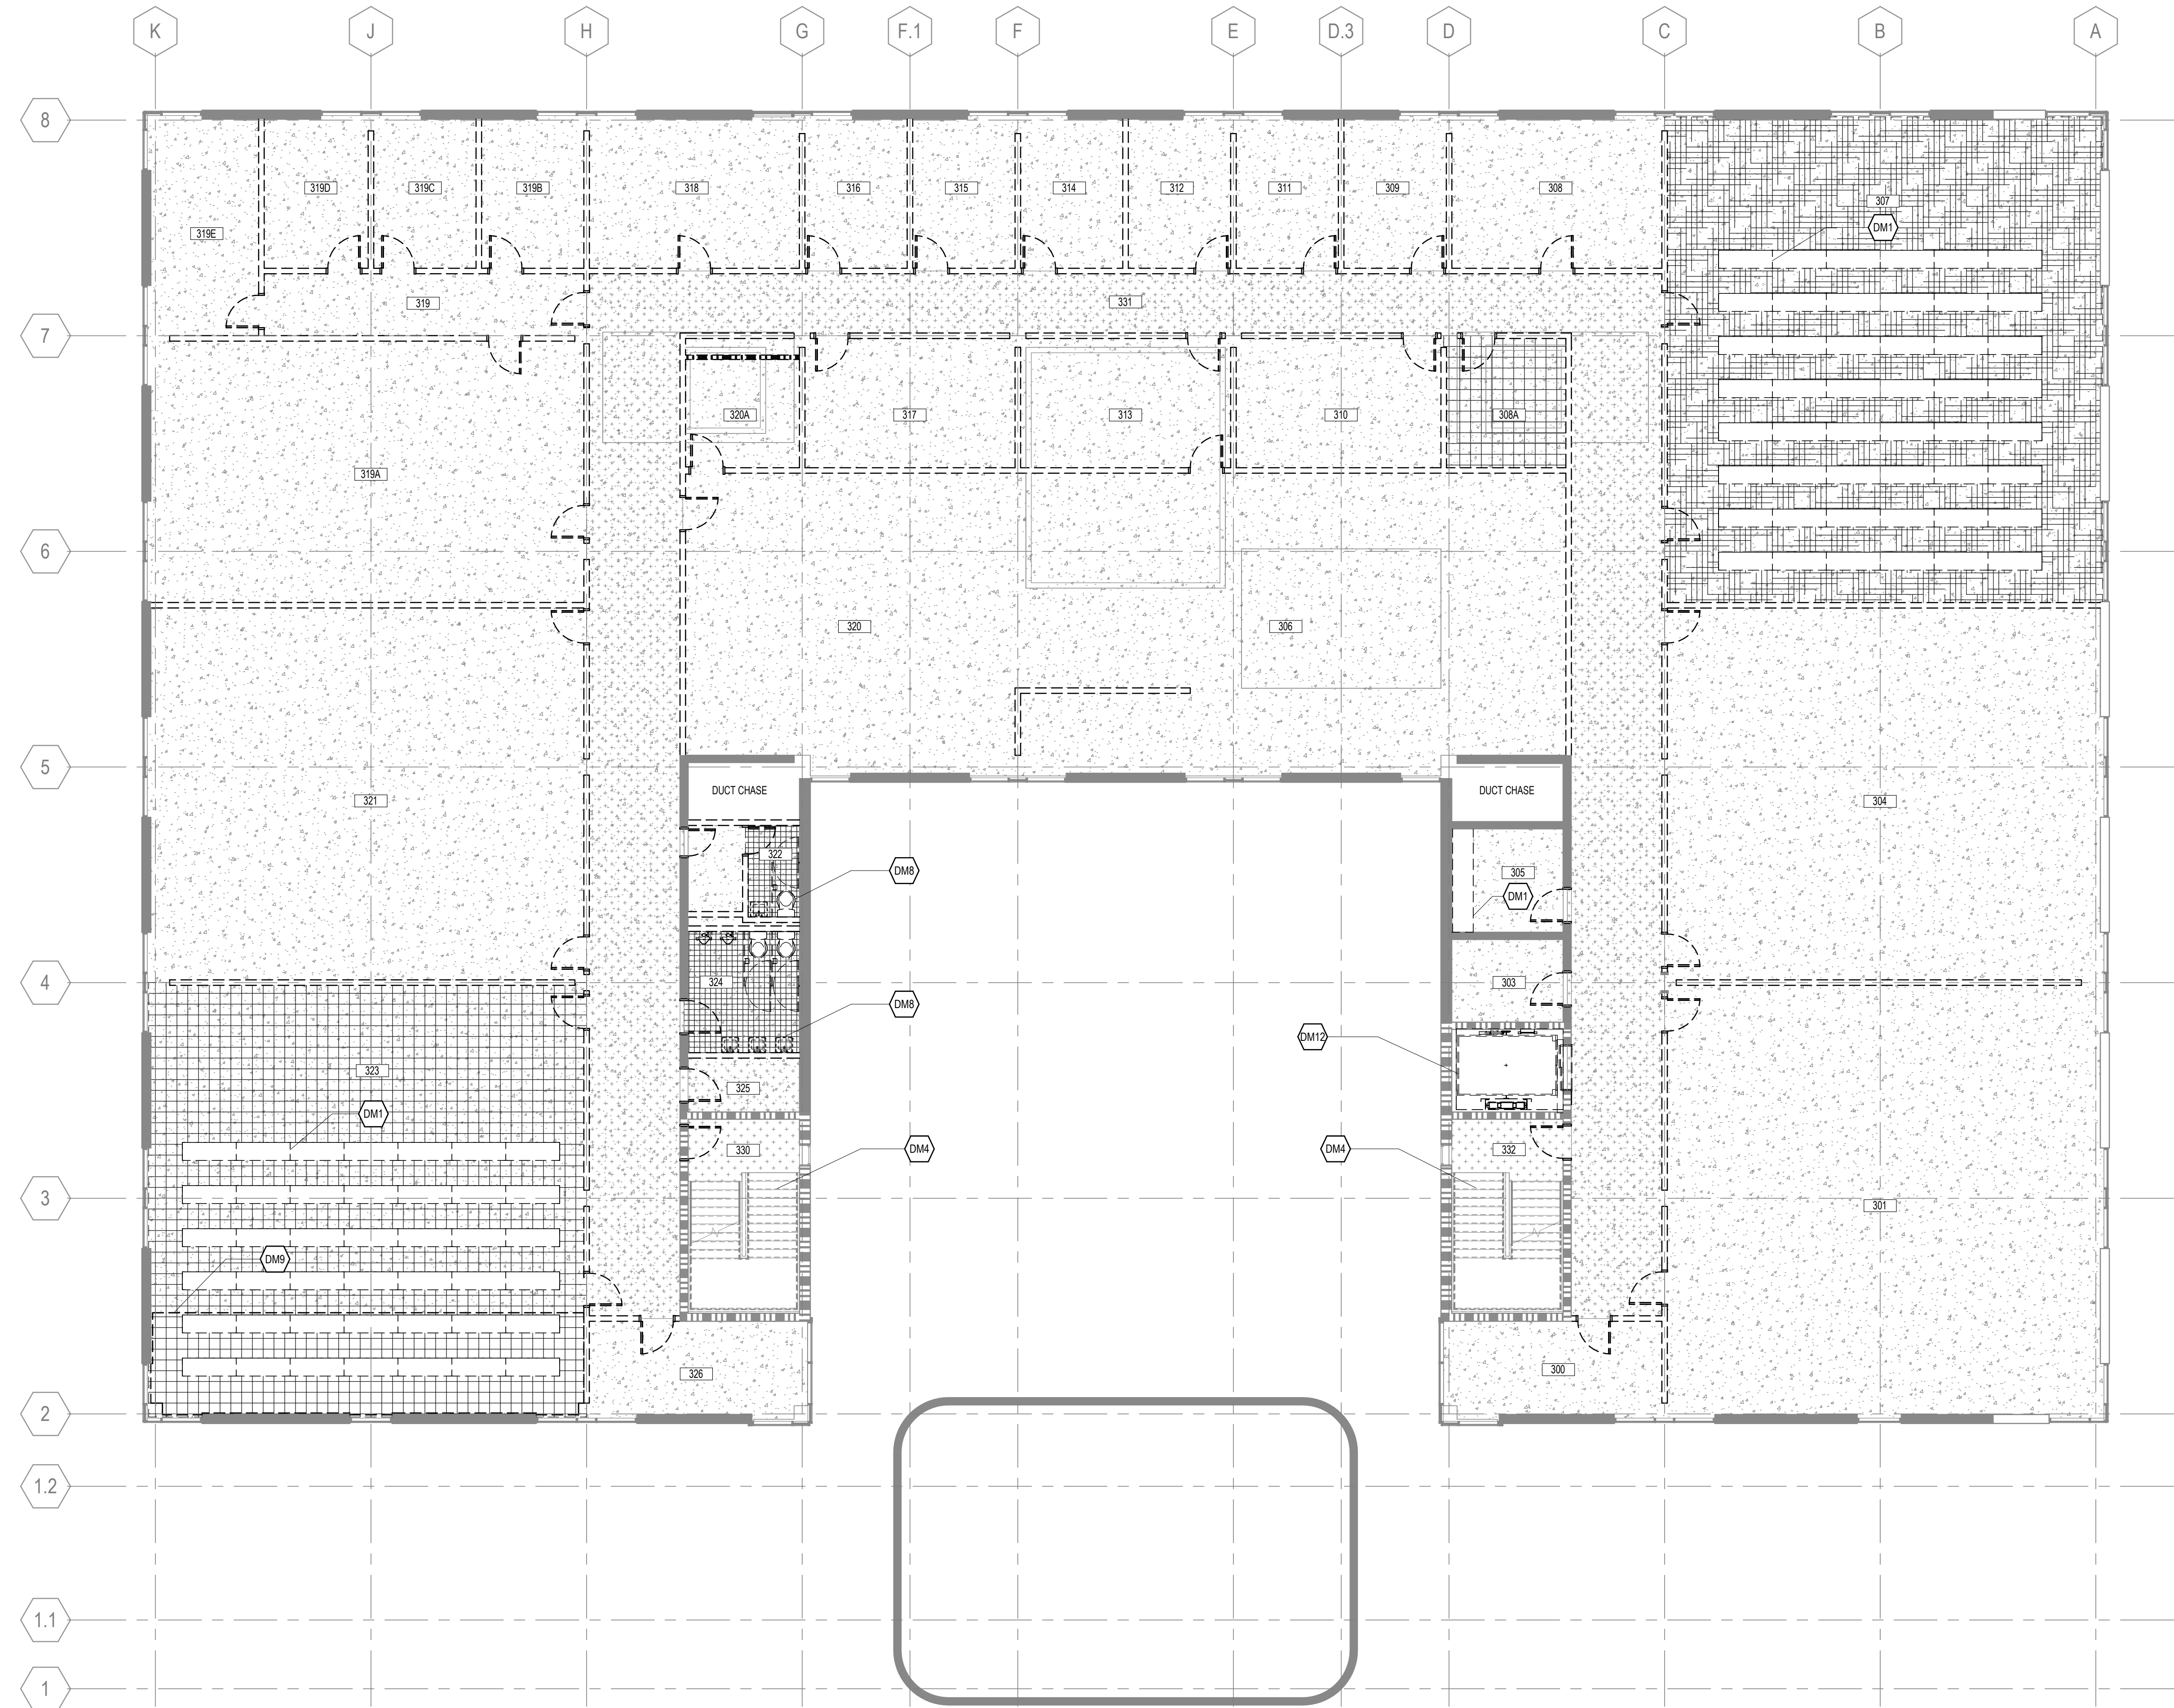 K J H G F.1 F E D.3 D C B A
8
319D 319C 319B 318 316 315 314 312 311 309 308
307
DM1
319E
319 331
7
320A 317 313 310 308A
319A
6
320 306
5
DUCT CHASE DUCT CHASE
321 304
322
DM8
305
DM1
4
324 303
DM8
DM12
323
325
DM1
330 332
DM4 DM4
3
301
DM9
326 300
2
1.2
1.1
1